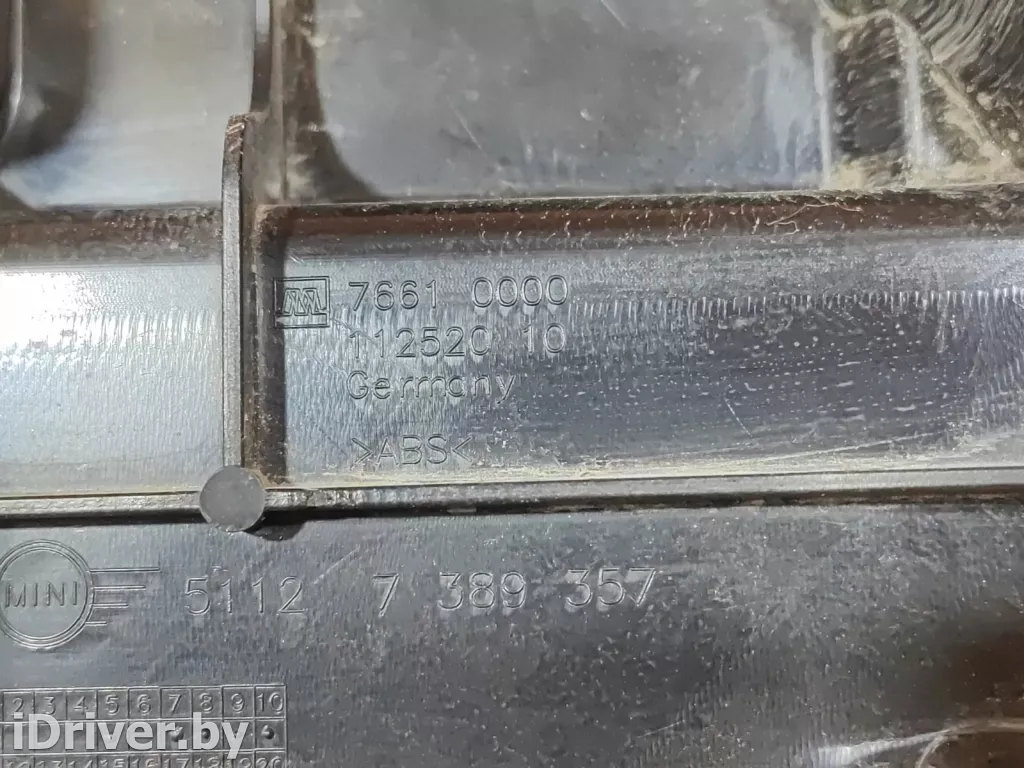 7661 0000
112520 10
Germany
>ABS<
MINI 5112 7 389 357
2 3 4 5 6 7 8 9 10
iDriver.by